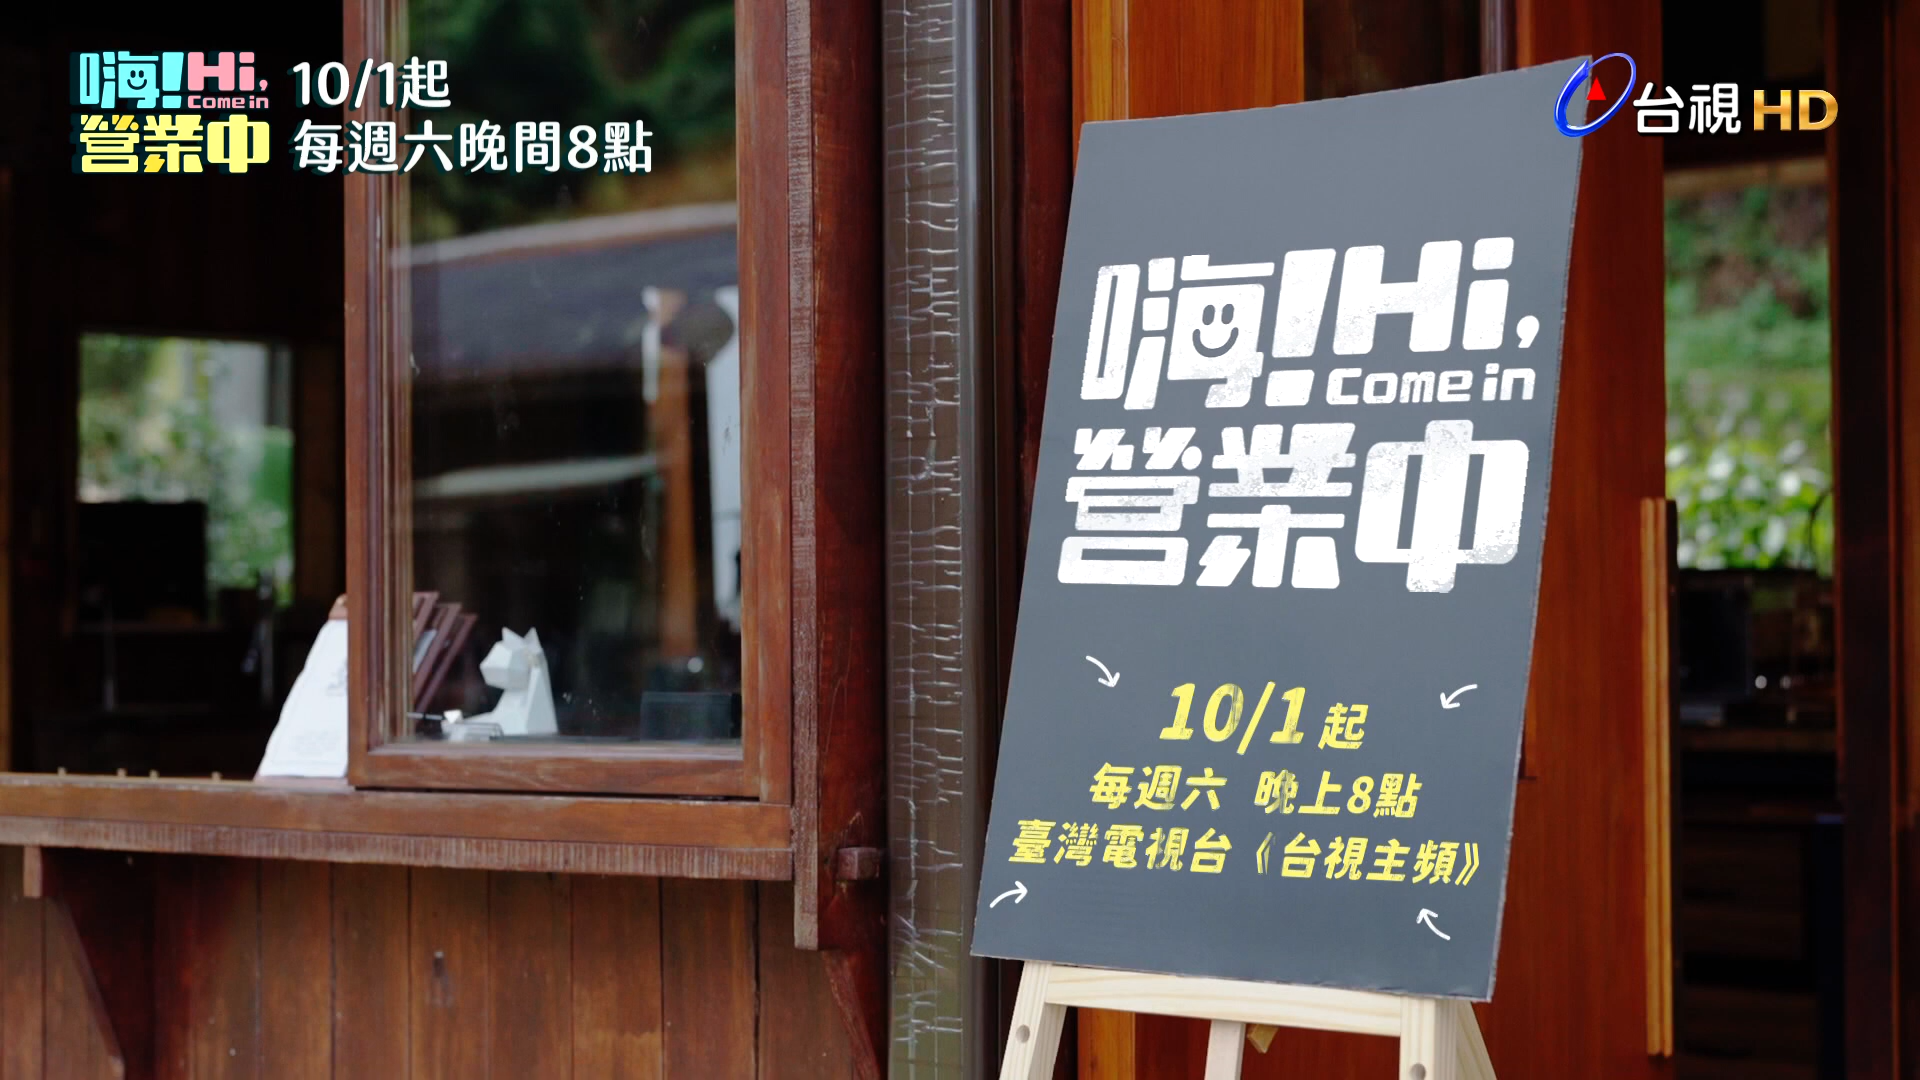 嗨!Hi,
Come in
營業中
10/1起
每週六晚間8點
台視HD
嗨!Hi,
Come in
營業中
10/1起
每週六 晚上8點
臺灣電視台《台視主頻》